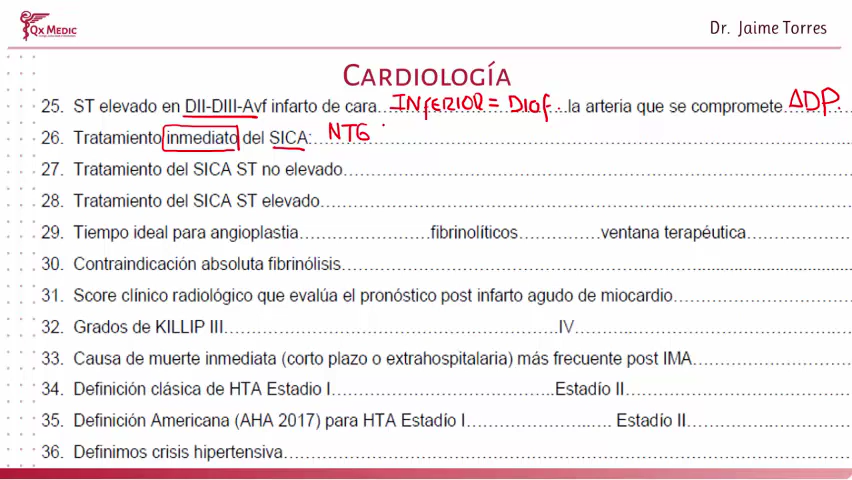 Qx MEDIC
Dr. Jaime Torres
CARDIOLOGÍA
25. ST elevado en DII-DIII-Avf infarto de cara....INFERIOR = DIAF...la arteria que se compromete......ΔDP.
26. Tratamiento inmediato del SICA:...NTG.
27. Tratamiento del SICA ST no elevado
28. Tratamiento del SICA ST elevado
29. Tiempo ideal para angioplastia..............................fibrinolíticos..................ventana terapéutica
30. Contraindicación absoluta fibrinólisis
31. Score clínico radiológico que evalúa el pronóstico post infarto agudo de miocardio
32. Grados de KILLIP III..............................IV
33. Causa de muerte inmediata (corto plazo o extrahospitalaria) más frecuente post IMA
34. Definición clásica de HTA Estadio I..............................Estadío II
35. Definición Americana (AHA 2017) para HTA Estadío I..............................Estadío II
36. Definimos crisis hipertensiva